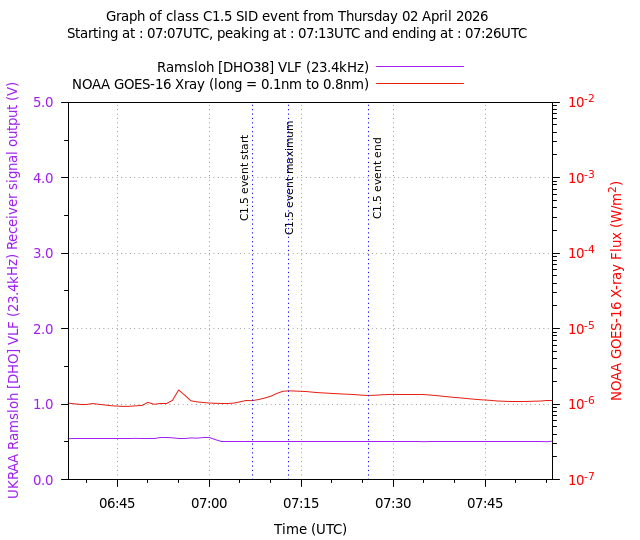 Graph of class C1.5 SID event from Thursday 02 April 2026
Starting at : 07:07UTC, peaking at : 07:13UTC and ending at : 07:26UTC
Ramsloh [DHO38] VLF (23.4kHz)
NOAA GOES-16 Xray (long = 0.1nm to 0.8nm)
UKRAA Ramsloh [DHO] VLF (23.4kHz) Receiver signal output (V)
5.0
4.0
3.0
2.0
1.0
0.0
C1.5 event start
C1.5 event maximum
C1.5 event end
10^-2
10^-3
10^-4
10^-5
10^-6
10^-7
NOAA GOES-16 X-ray Flux (W/m²)
06:45 07:00 07:15 07:30 07:45
Time (UTC)